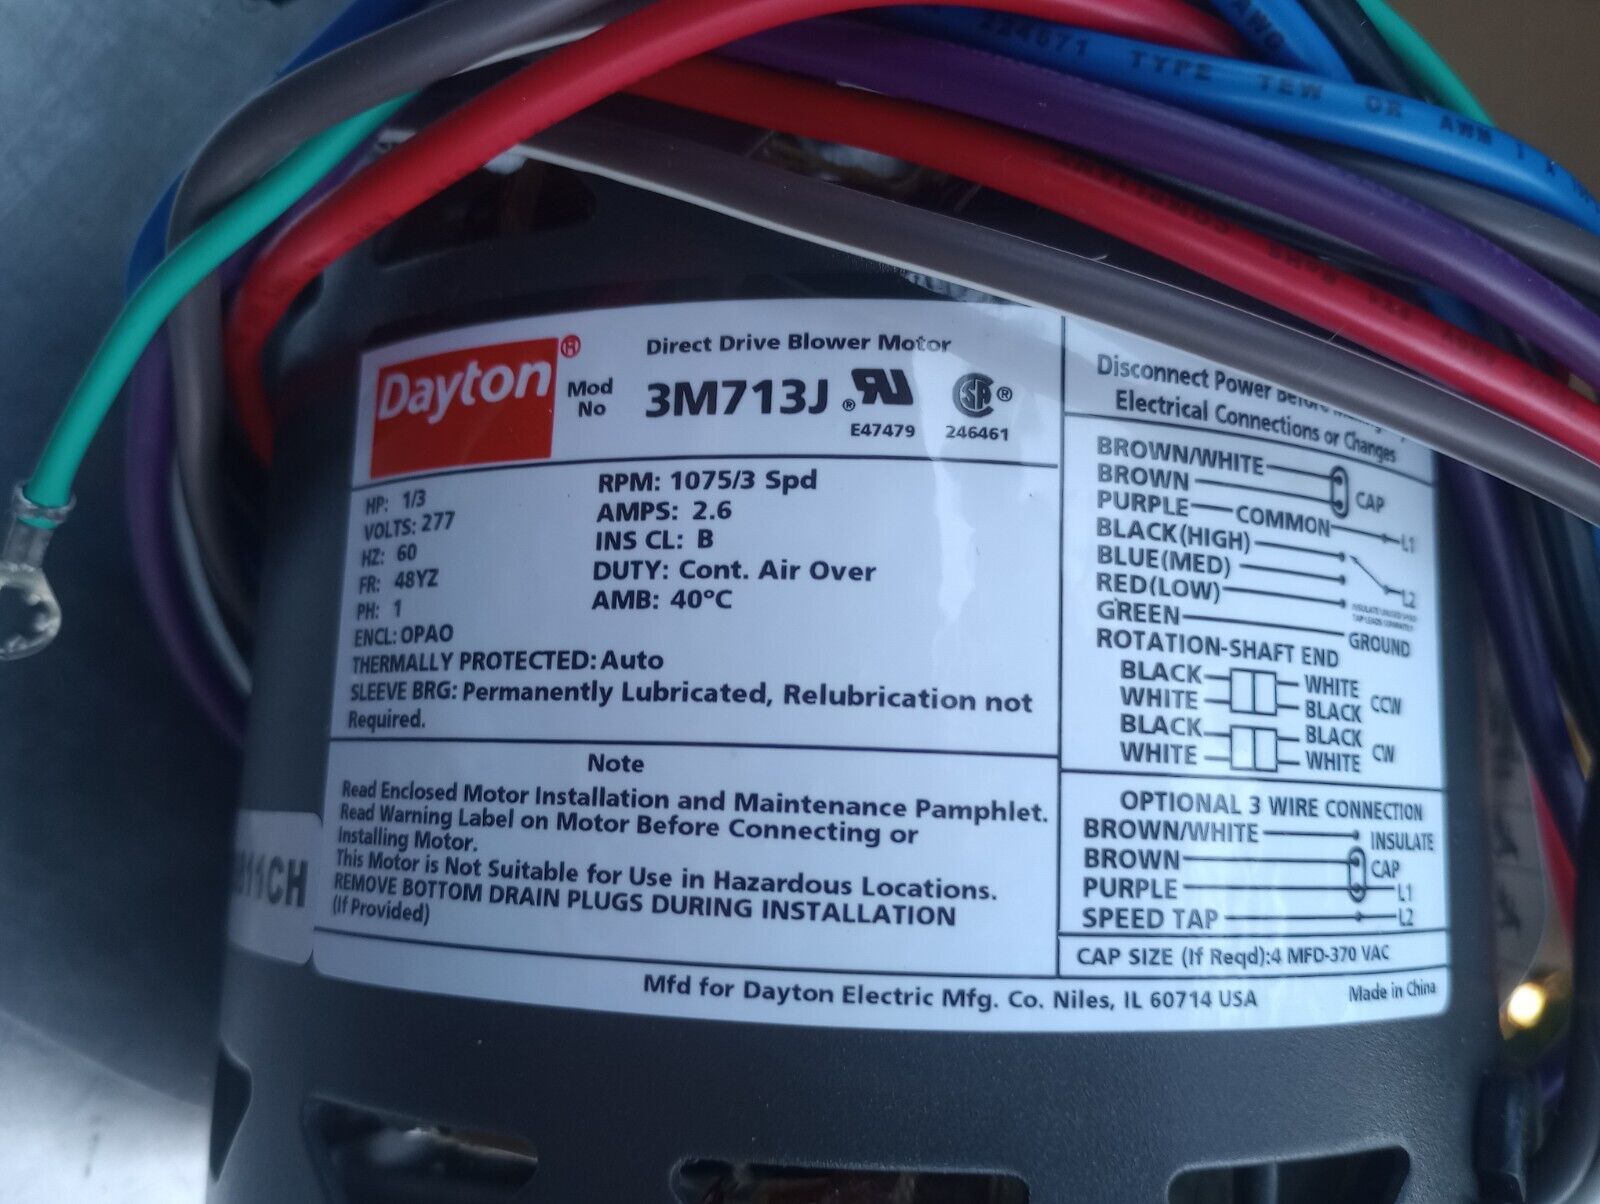 224671 TYPE TEW OR AWM
AWG
Dayton®
Direct Drive Blower Motor
Mod No 3M713J
E47479 246461
HP: 1/3
VOLTS: 277
HZ: 60
FR: 48YZ
PH: 1
ENCL: OPAO
RPM: 1075/3 Spd
AMPS: 2.6
INS CL: B
DUTY: Cont. Air Over
AMB: 40°C
THERMALLY PROTECTED: Auto
SLEEVE BRG: Permanently Lubricated, Relubrication not
Required.
Note
Read Enclosed Motor Installation and Maintenance Pamphlet.
Read Warning Label on Motor Before Connecting or
Installing Motor.
This Motor is Not Suitable for Use in Hazardous Locations.
REMOVE BOTTOM DRAIN PLUGS DURING INSTALLATION
(If Provided)
Disconnect Power Before
Electrical Connections or Changes
BROWN/WHITE
BROWN CAP
PURPLE COMMON L1
BLACK(HIGH)
BLUE(MED)
RED(LOW) L2
GREEN GROUND
ROTATION-SHAFT END
BLACK WHITE
WHITE BLACK CCW
BLACK BLACK
WHITE WHITE CW
OPTIONAL 3 WIRE CONNECTION
BROWN/WHITE INSULATE
BROWN CAP
PURPLE L1
SPEED TAP L2
CAP SIZE (If Reqd):4 MFD-370 VAC
Mfd for Dayton Electric Mfg. Co. Niles, IL 60714 USA
Made in China
11CH